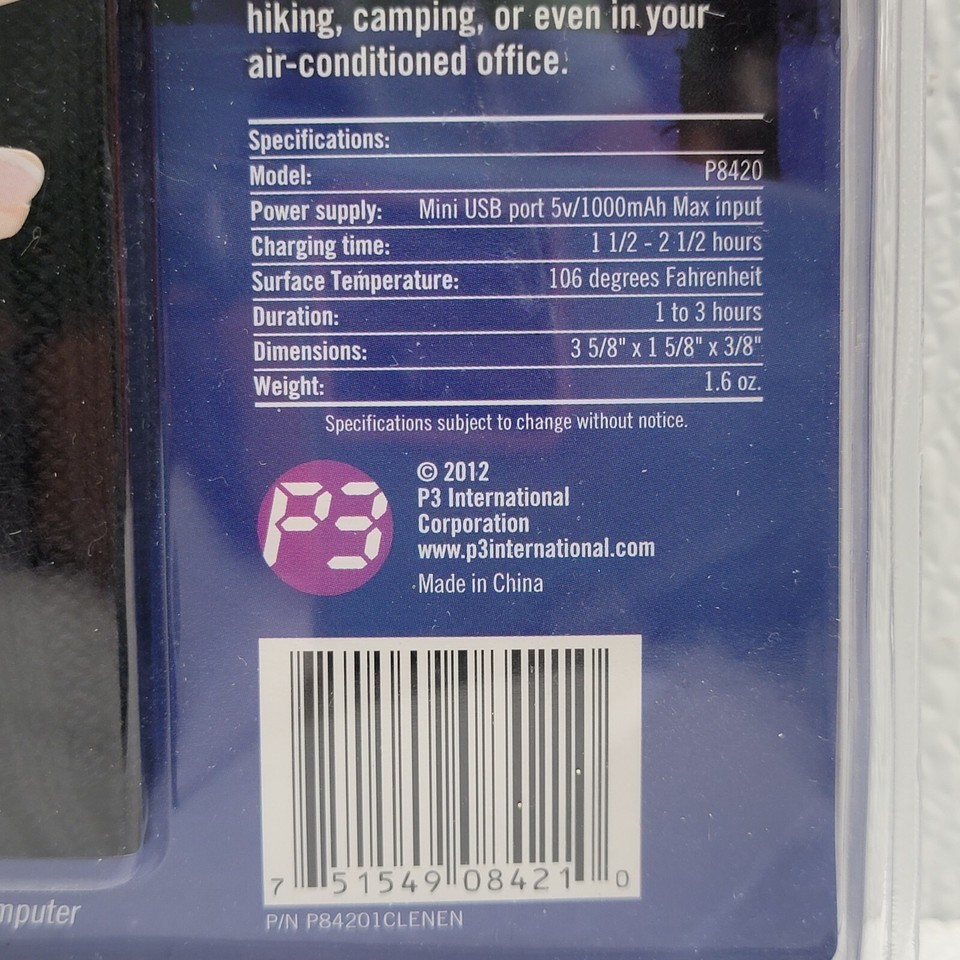 hiking, camping, or even in your
air-conditioned office.
Specifications:
Model: P8420
Power supply: Mini USB port 5v/1000mAh Max input
Charging time: 1 1/2 - 2 1/2 hours
Surface Temperature: 106 degrees Fahrenheit
Duration: 1 to 3 hours
Dimensions: 3 5/8" x 1 5/8" x 3/8"
Weight: 1.6 oz.
Specifications subject to change without notice.
P3
© 2012
P3 International
Corporation
www.p3international.com
Made in China
7 51549 08421 0
P/N P84201CLENEN